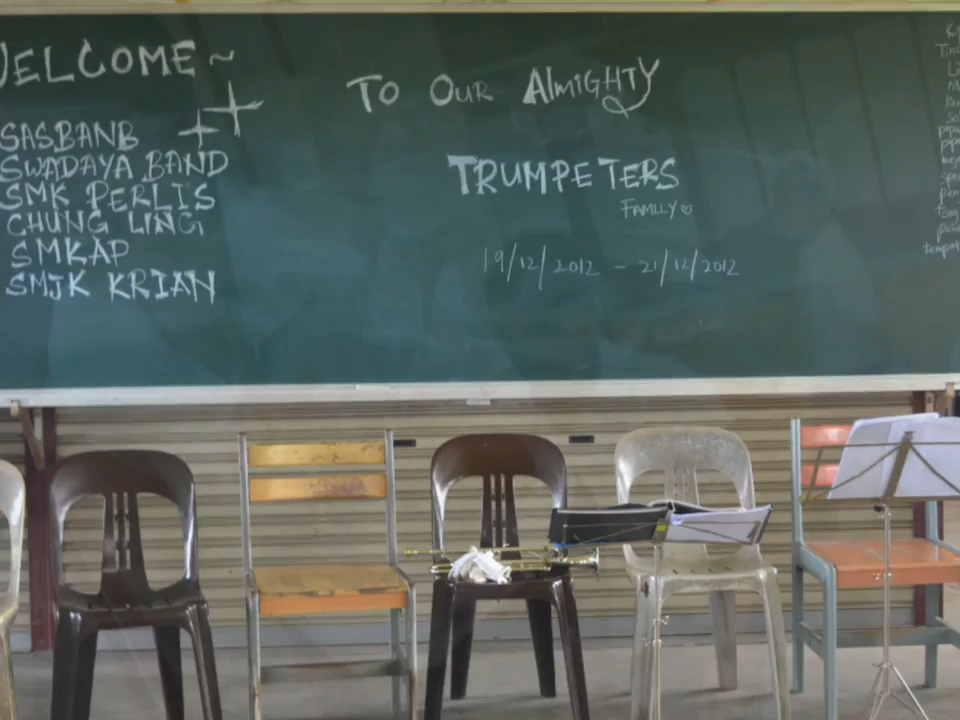 WELCOME~
TO OUR ALMIGHTY
TRUMPETERS
FAMILY
19/12/2012 - 21/12/2012
SASBANB
SWADAYA BAND
SMK PERLIS
CHUNG LING
SMKAP
SMJK KRIAN